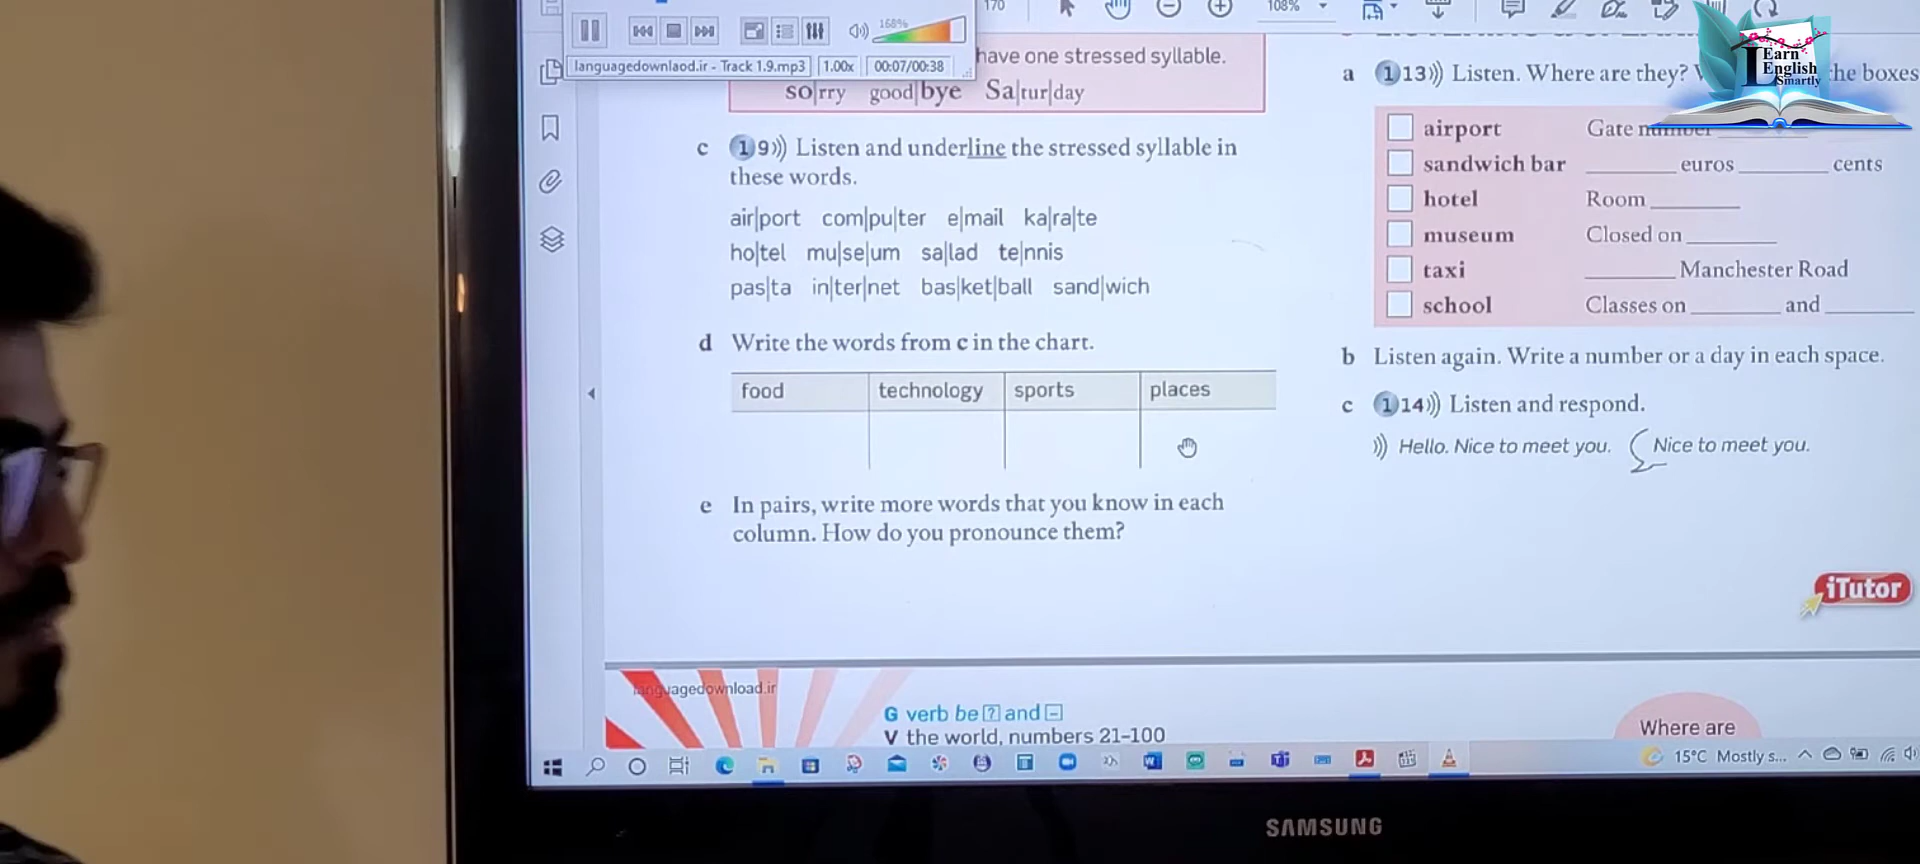 170
108%
168%
languagedownlaod.ir - Track 1.9.mp3 1.00x 00:07/00:38
have one stressed syllable.
so|rry good|bye Sa|tur|day
c 1 9 Listen and underline the stressed syllable in
these words.
air|port com|pu|ter e|mail ka|ra|te
ho|tel mu|se|um sa|lad te|nnis
pas|ta in|ter|net bas|ket|ball sand|wich
d Write the words from c in the chart.
food technology sports places
e In pairs, write more words that you know in each
column. How do you pronounce them?
a 1 13 Listen. Where are they? the boxes
airport Gate number
sandwich bar euros cents
hotel Room
museum Closed on
taxi Manchester Road
school Classes on and
b Listen again. Write a number or a day in each space.
c 1 14 Listen and respond.
Hello. Nice to meet you. Nice to meet you.
iTutor
languagedownload.ir
G verb be ? and −
V the world, numbers 21–100
Where are
15°C Mostly s...
SAMSUNG
Earn
English
Smartly